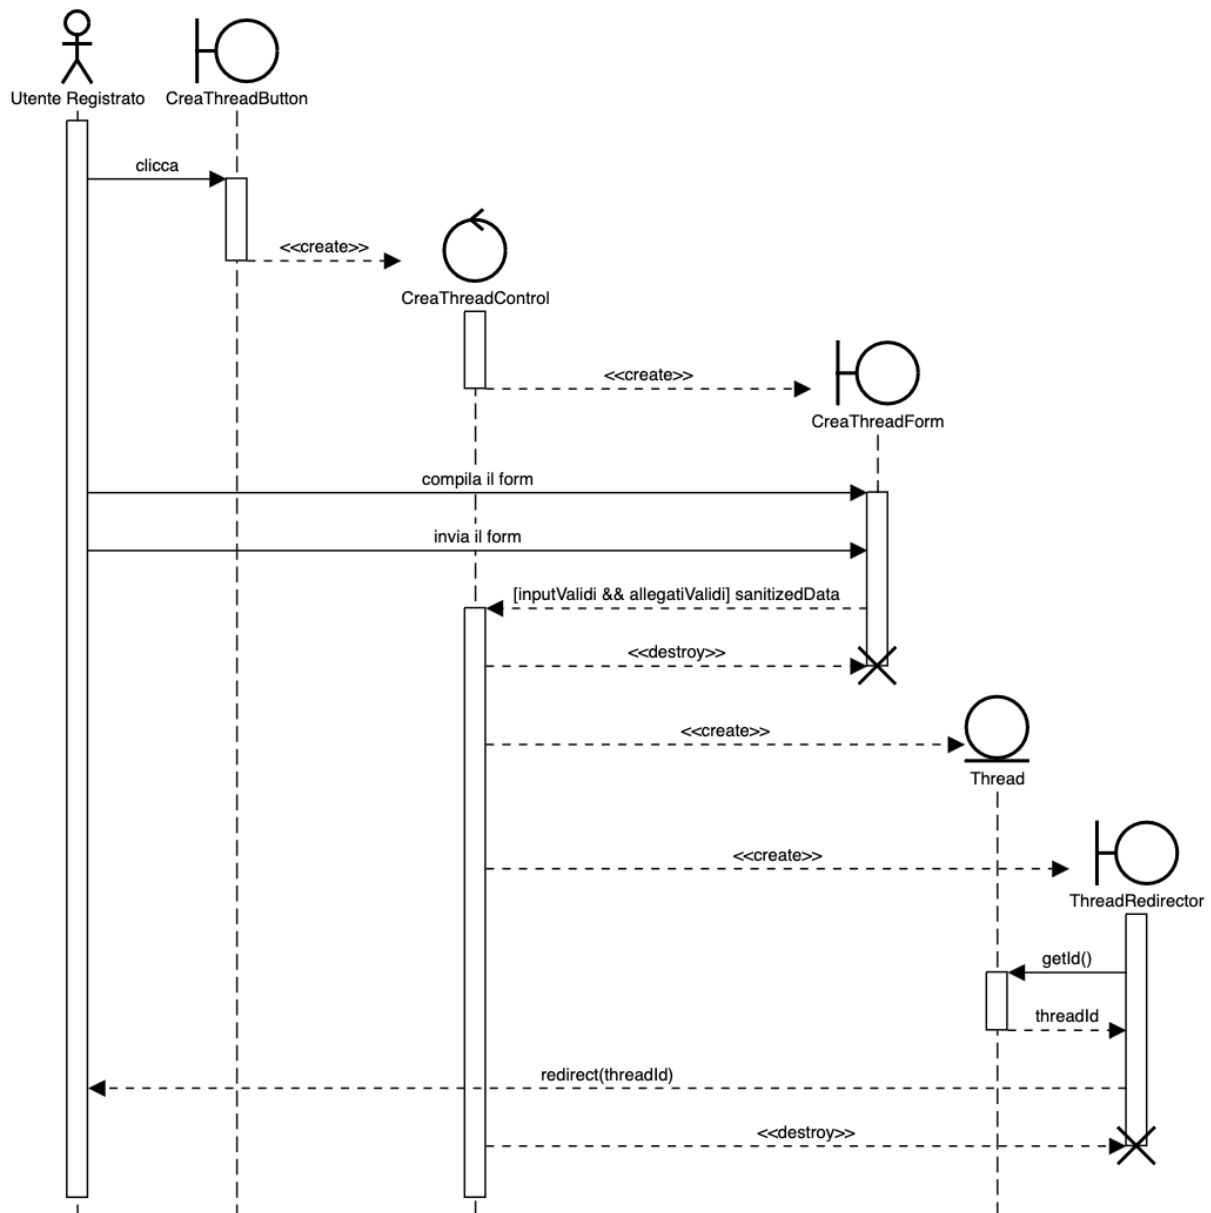 Utente Registrato
CreaThreadButton
clicca
<<create>>
CreaThreadControl
<<create>>
CreaThreadForm
compila il form
invia il form
[inputValidi && allegatiValidi] sanitizedData
<<destroy>>
<<create>>
Thread
<<create>>
ThreadRedirector
getId()
threadId
redirect(threadId)
<<destroy>>